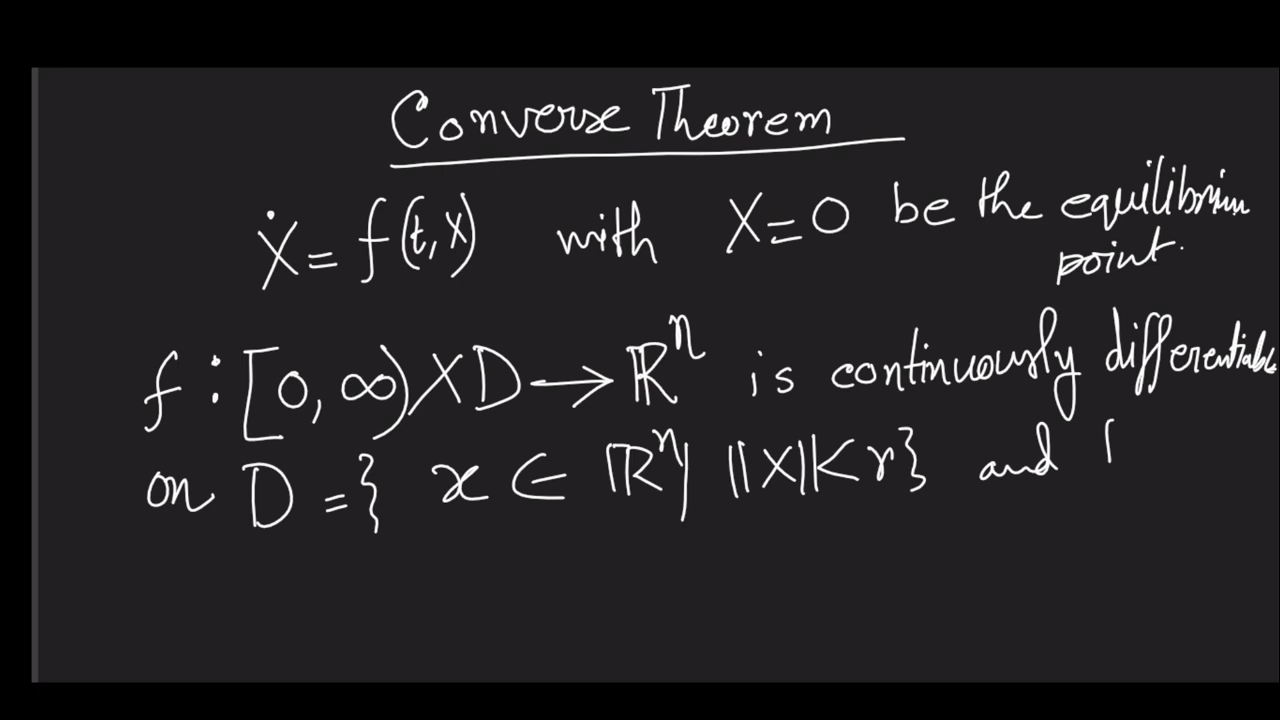 Converse Theorem
Ẋ = f(t, X) with X = 0 be the equilibrium
point.
f : [0, ∞) X D → ℝⁿ is continuously differentiable
on D = } x ∈ ℝⁿ | ||X|| < r } and [